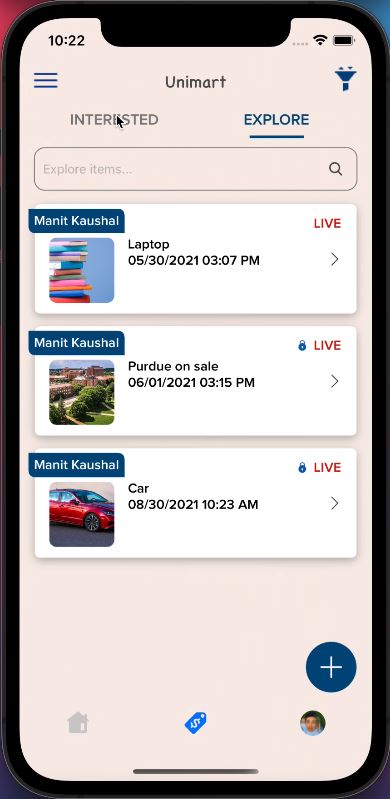 10:22
Unimart
INTERESTED
EXPLORE
Explore items...
Manit Kaushal
LIVE
Laptop
05/30/2021 03:07 PM
Manit Kaushal
LIVE
Purdue on sale
06/01/2021 03:15 PM
Manit Kaushal
LIVE
Car
08/30/2021 10:23 AM